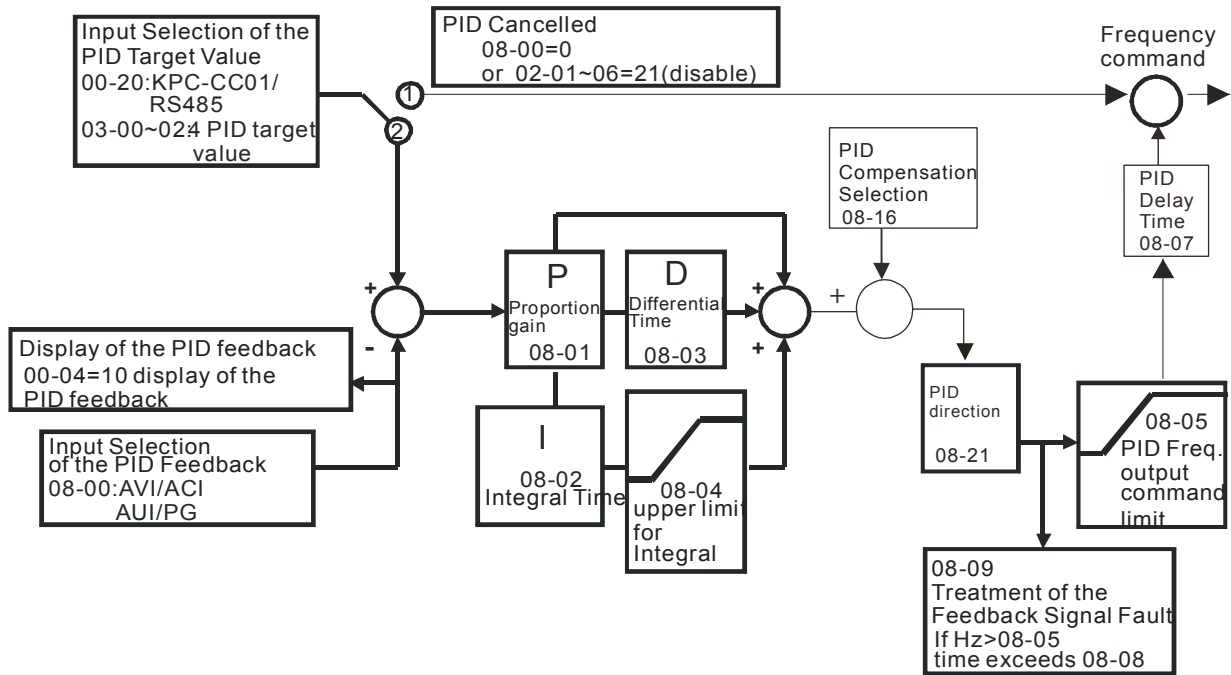 Input Selection of the
PID Target Value
00-20:KPC-CC01/
RS485
03-00~02:4 PID target
value
PID Cancelled
08-00=0
or 02-01~06=21(disable)
Frequency
command
1
2
PID
Compensation
Selection
08-16
PID
Delay
Time
08-07
+
-
P
Proportion
gain
08-01
D
Differential
Time
08-03
+
+
+
+
Display of the PID feedback
00-04=10 display of the
PID feedback
Input Selection
of the PID Feedback
08-00:AVI/ACI
AUI/PG
I
08-02
Integral Time
08-04
upper limit
for
Integral
PID
direction
08-21
08-05
PID Freq.
output
command
limit
08-09
Treatment of the
Feedback Signal Fault
If Hz>08-05
time exceeds 08-08